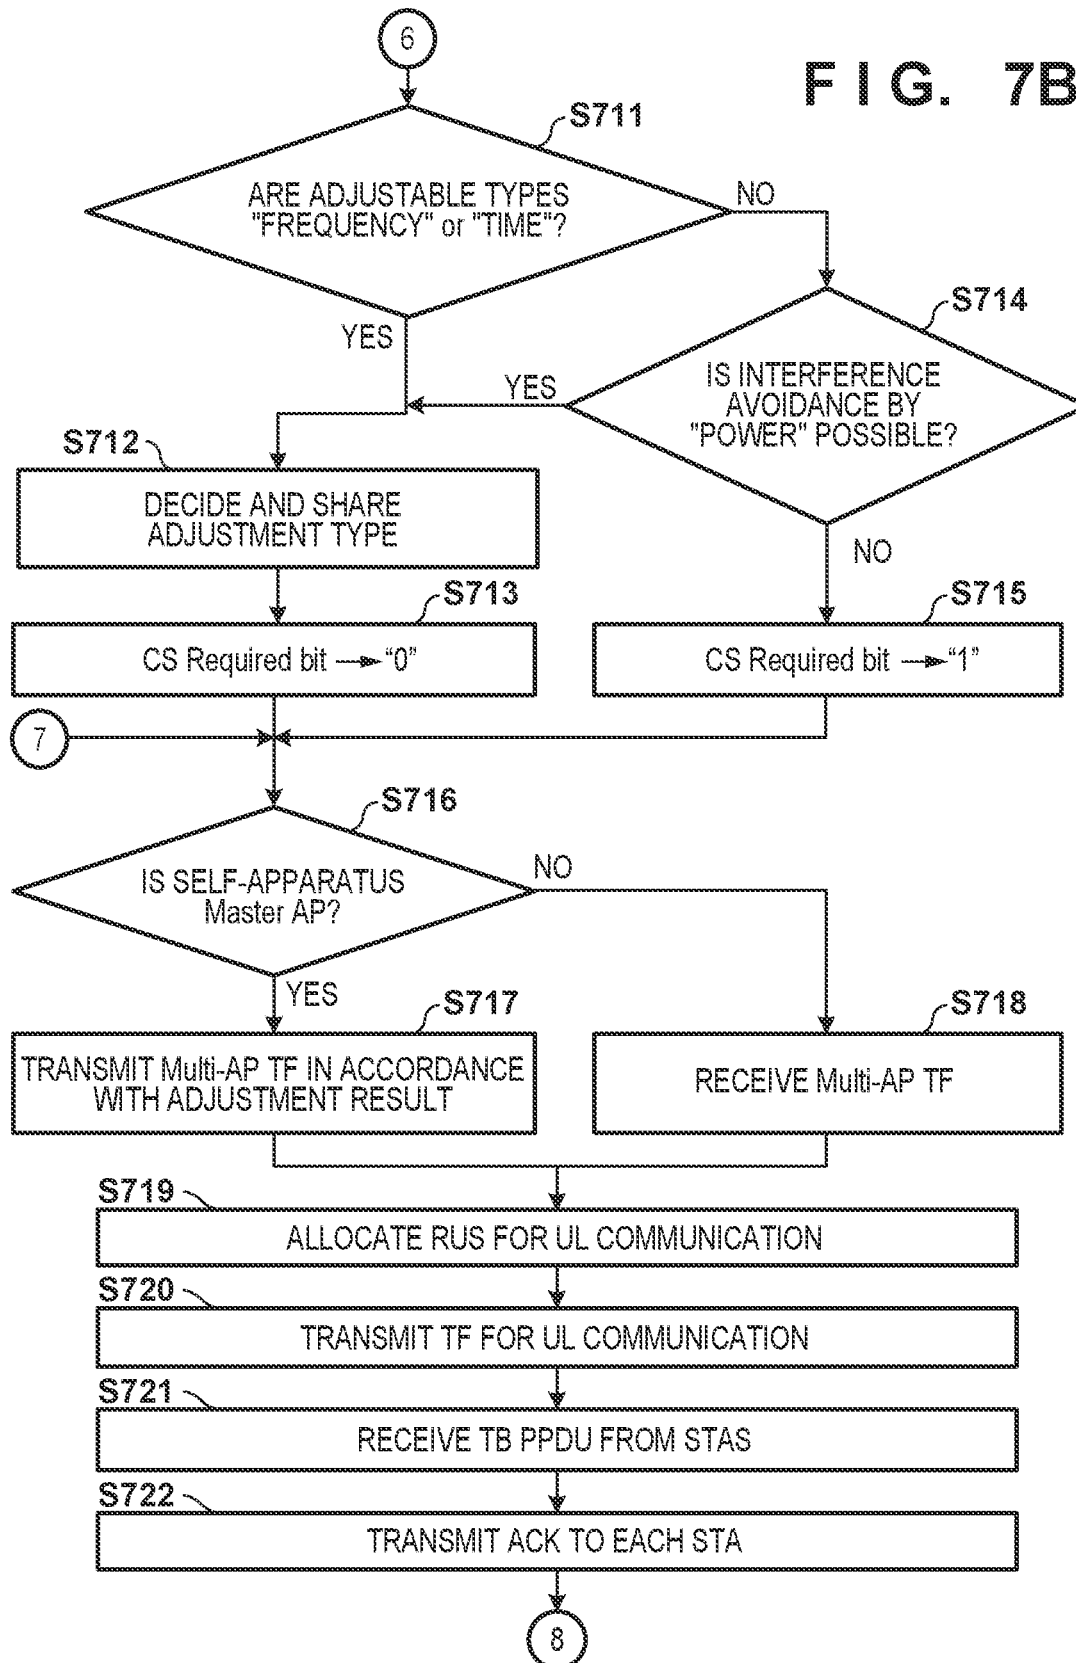 6
FIG. 7B
S711
ARE ADJUSTABLE TYPES
"FREQUENCY" or "TIME"?
NO
YES
S714
IS INTERFERENCE
AVOIDANCE BY
"POWER" POSSIBLE?
YES
NO
S712
DECIDE AND SHARE
ADJUSTMENT TYPE
S713
CS Required bit → “0”
S715
CS Required bit → “1”
7
S716
IS SELF-APPARATUS
Master AP?
NO
YES
S717
TRANSMIT Multi-AP TF IN ACCORDANCE
WITH ADJUSTMENT RESULT
S718
RECEIVE Multi-AP TF
S719
ALLOCATE RUS FOR UL COMMUNICATION
S720
TRANSMIT TF FOR UL COMMUNICATION
S721
RECEIVE TB PPDU FROM STAS
S722
TRANSMIT ACK TO EACH STA
8